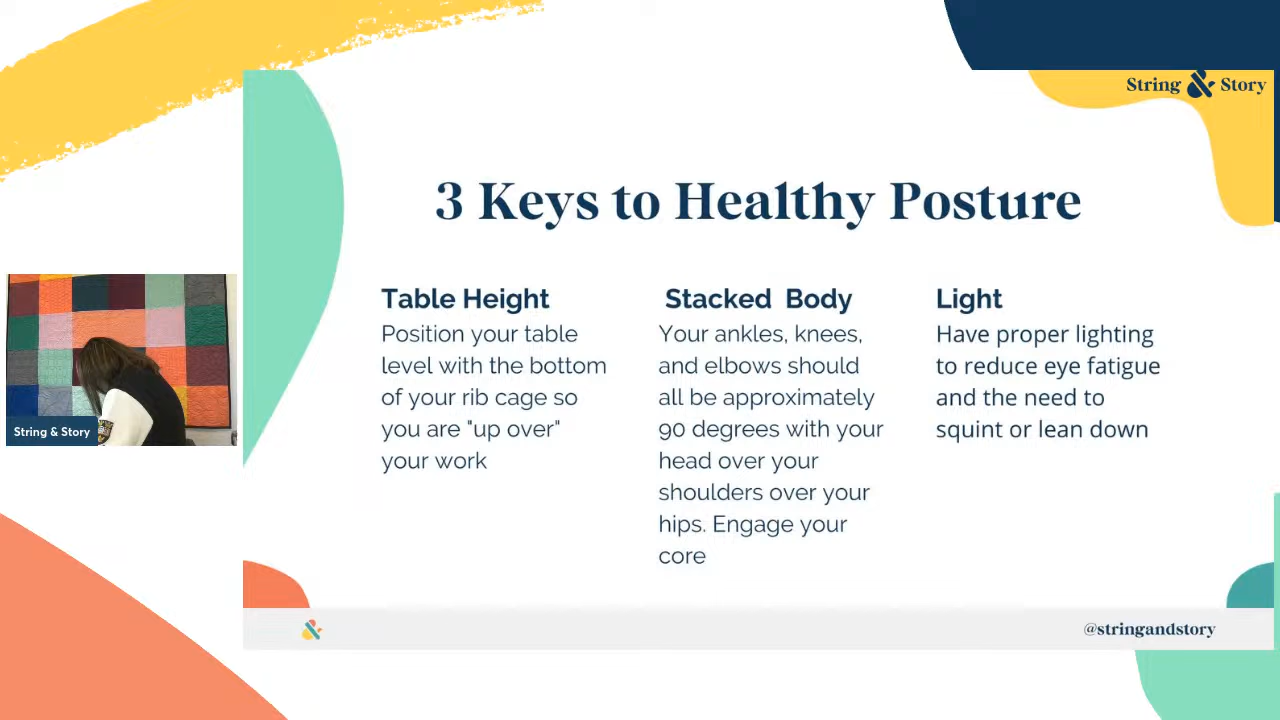 String & Story
3 Keys to Healthy Posture
Table Height
Position your table
level with the bottom
of your rib cage so
you are "up over"
your work
Stacked Body
Your ankles, knees,
and elbows should
all be approximately
90 degrees with your
head over your
shoulders over your
hips. Engage your
core
Light
Have proper lighting
to reduce eye fatigue
and the need to
squint or lean down
String & Story
@stringandstory